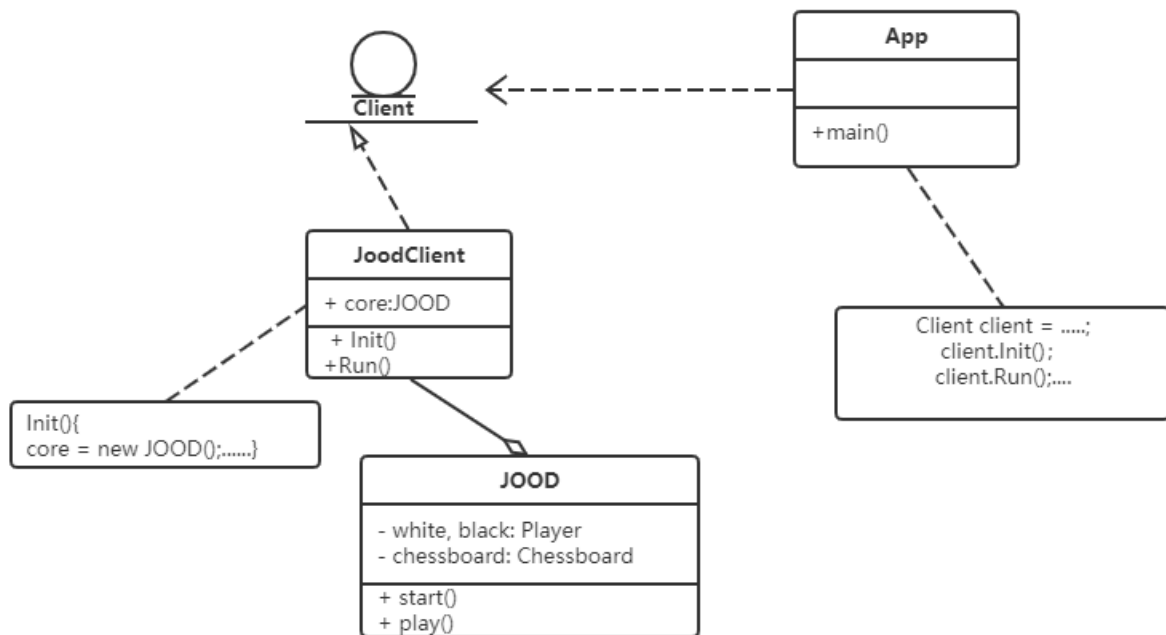 App
+main()
Client
JoodClient
+ core:JOOD
+ Init()
+Run()
Client client = .....;
client.Init();
client.Run();....
Init(){
core = new JOOD();......}
JOOD
- white, black: Player
- chessboard: Chessboard
+ start()
+ play()